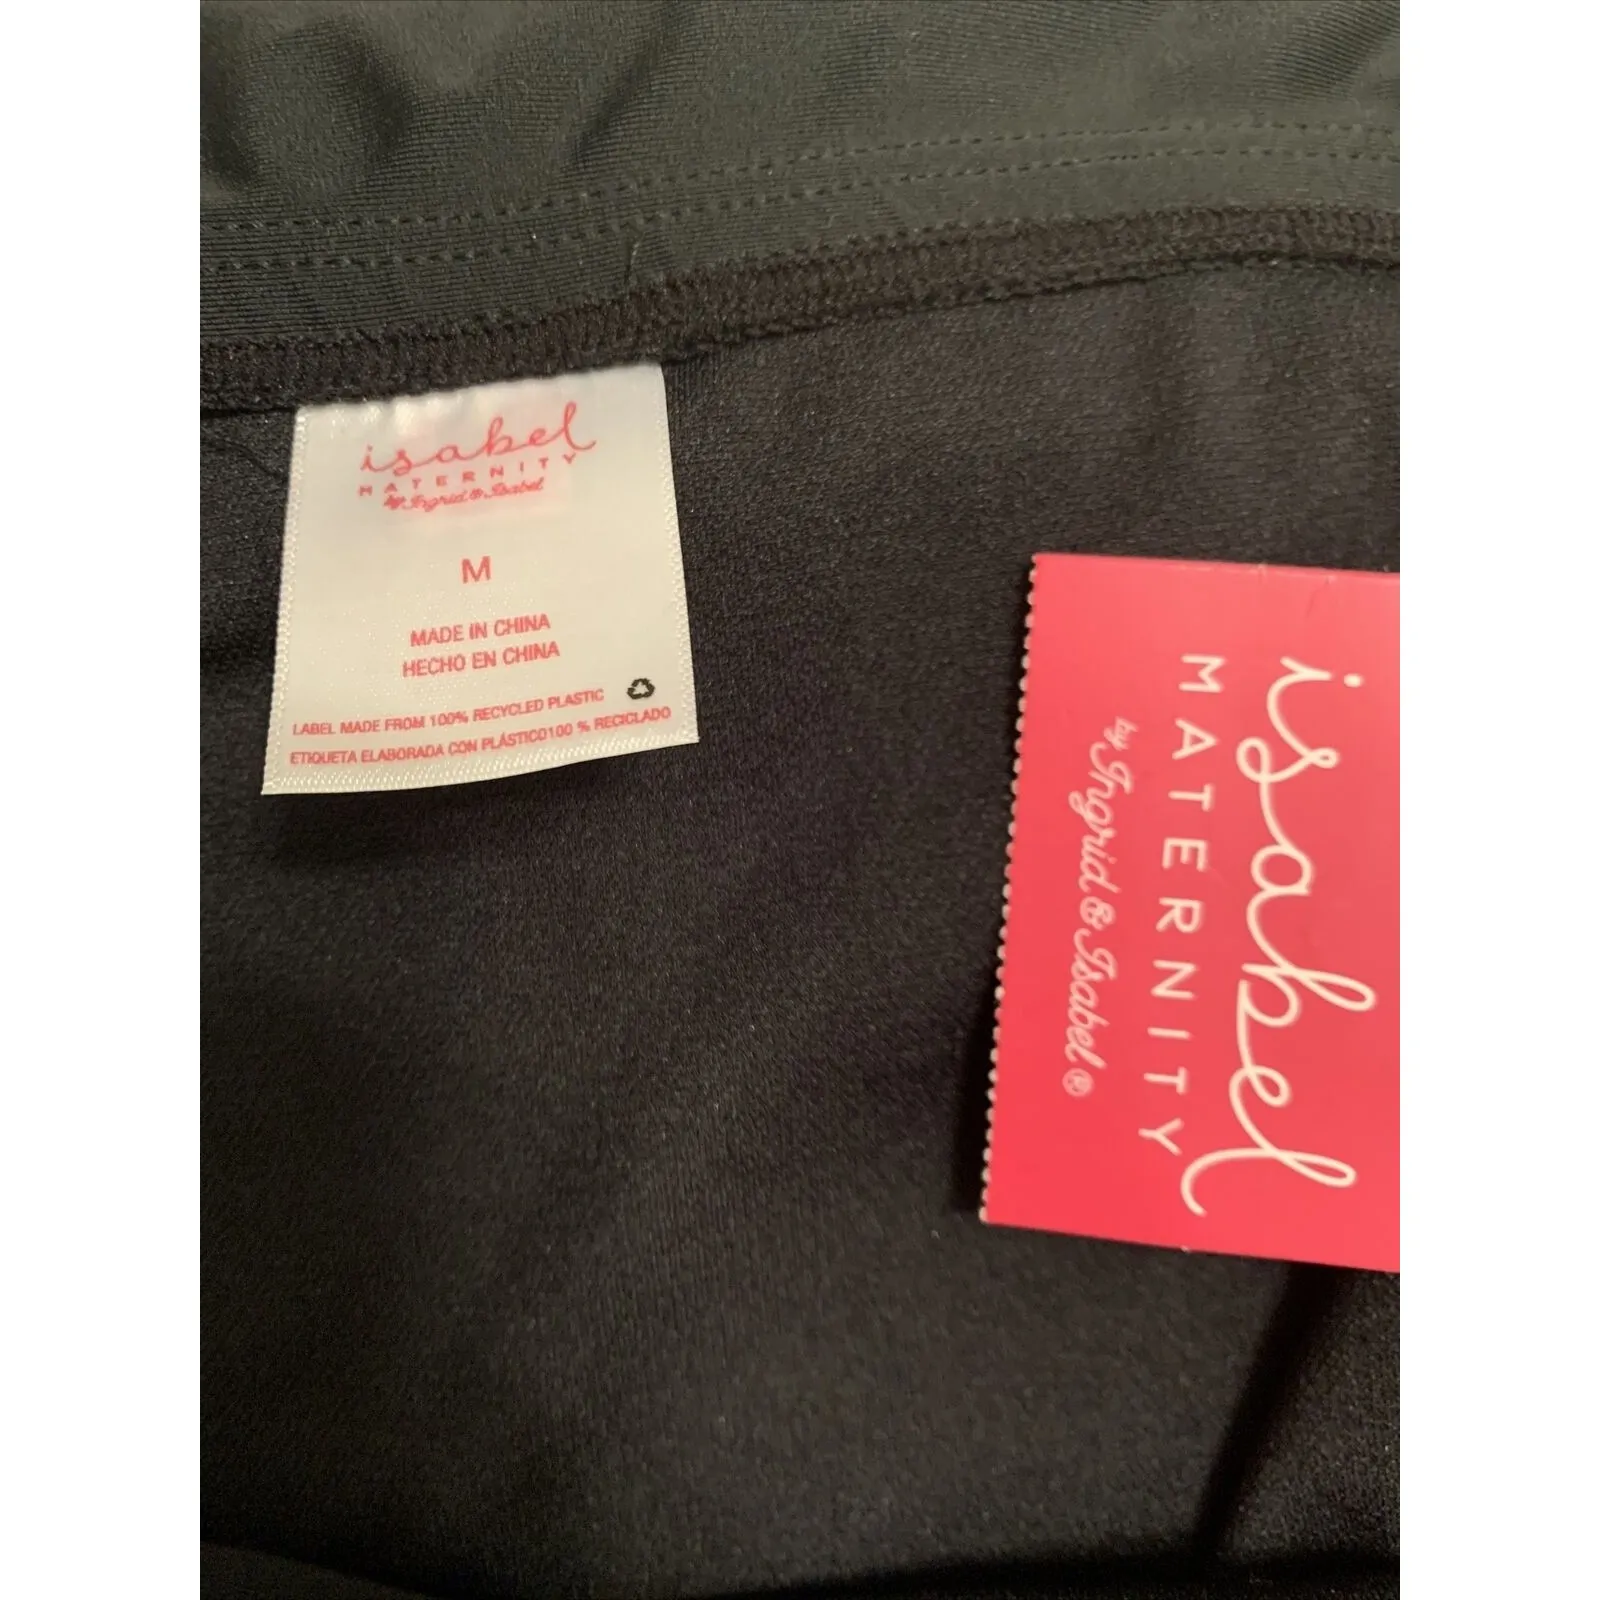 isabel
MATERNITY
by Ingrid & Isabel
M
MADE IN CHINA
HECHO EN CHINA
LABEL MADE FROM 100% RECYCLED PLASTIC
ETIQUETA ELABORADA CON PLÁSTICO100 % RECICLADO
isabel
MATERNITY
by Ingrid & Isabel®